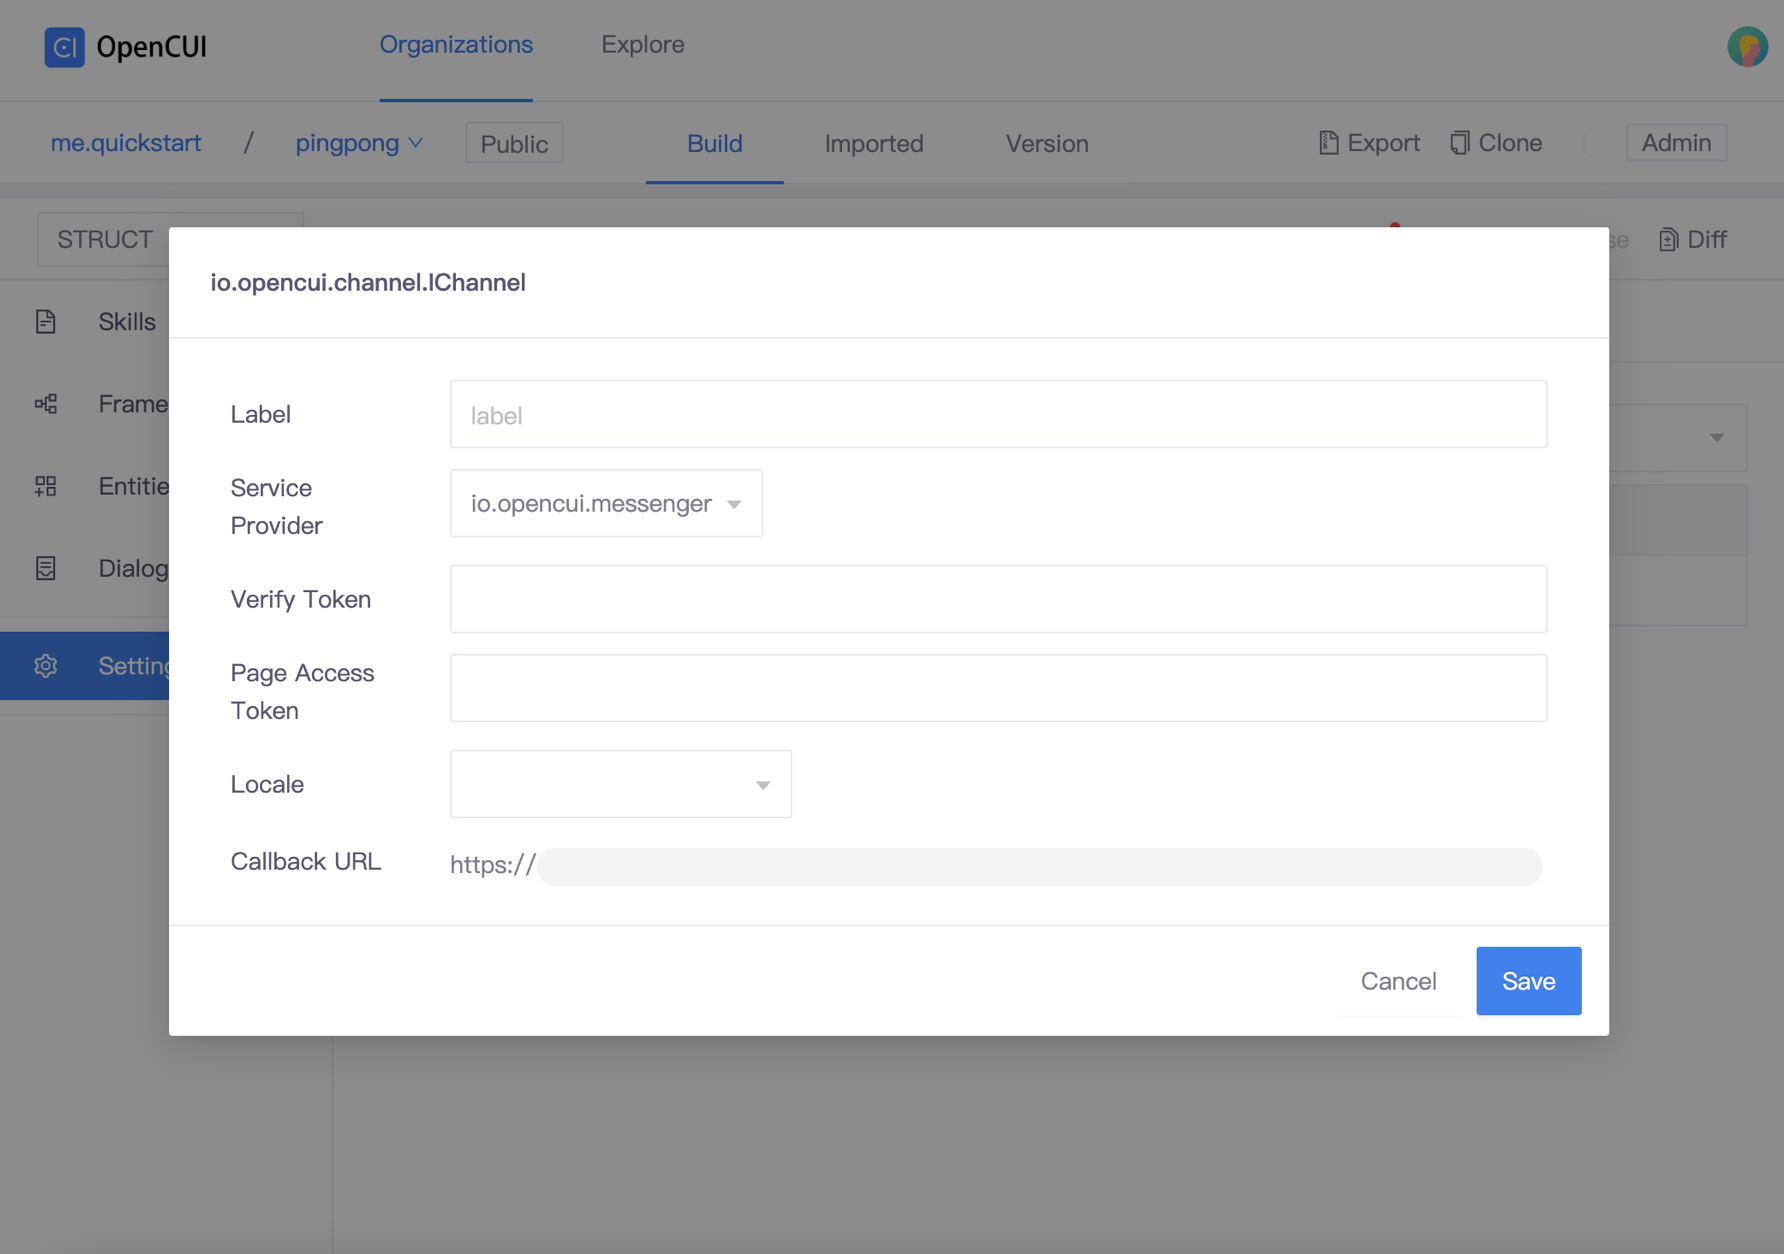 OpenCUI
Organizations
Explore
me.quickstart / pingpong
Public
Build
Imported
Version
Export
Clone
Admin
STRUCT
Diff
Skills
Frame
Entitie
Dialog
Setting
io.opencui.channel.IChannel
Label
label
Service
Provider
io.opencui.messenger
Verify Token
Page Access
Token
Locale
Callback URL
https://
Cancel
Save